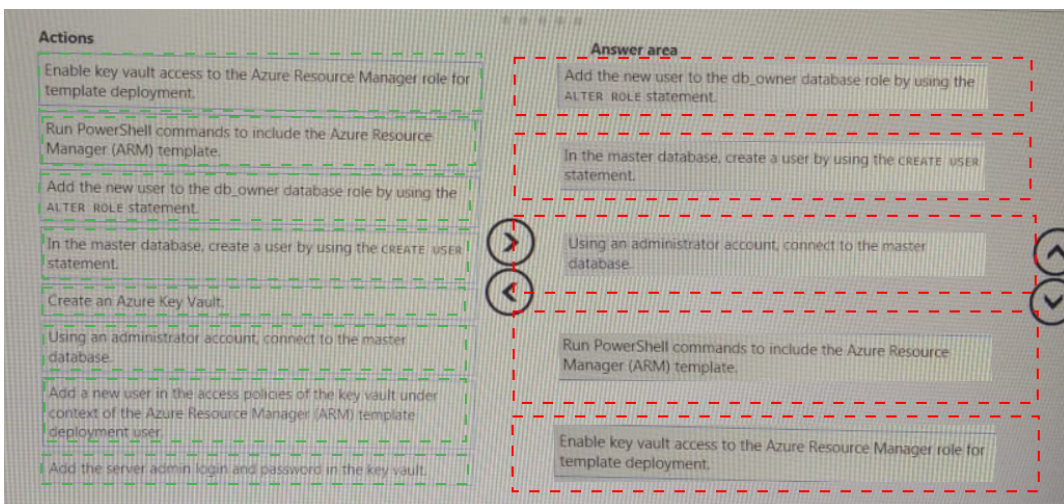 Actions
Enable key vault access to the Azure Resource Manager role for
template deployment.
Run PowerShell commands to include the Azure Resource
Manager (ARM) template.
Add the new user to the db_owner database role by using the
ALTER ROLE statement.
In the master database, create a user by using the CREATE USER
statement.
Create an Azure Key Vault.
Using an administrator account, connect to the master
database.
Add a new user in the access policies of the key vault under
context of the Azure Resource Manager (ARM) template
deployment user.
Add the server admin login and password in the key vault.
Answer area
Add the new user to the db_owner database role by using the
ALTER ROLE statement.
In the master database, create a user by using the CREATE USER
statement.
Using an administrator account, connect to the master
database.
Run PowerShell commands to include the Azure Resource
Manager (ARM) template.
Enable key vault access to the Azure Resource Manager role for
template deployment.